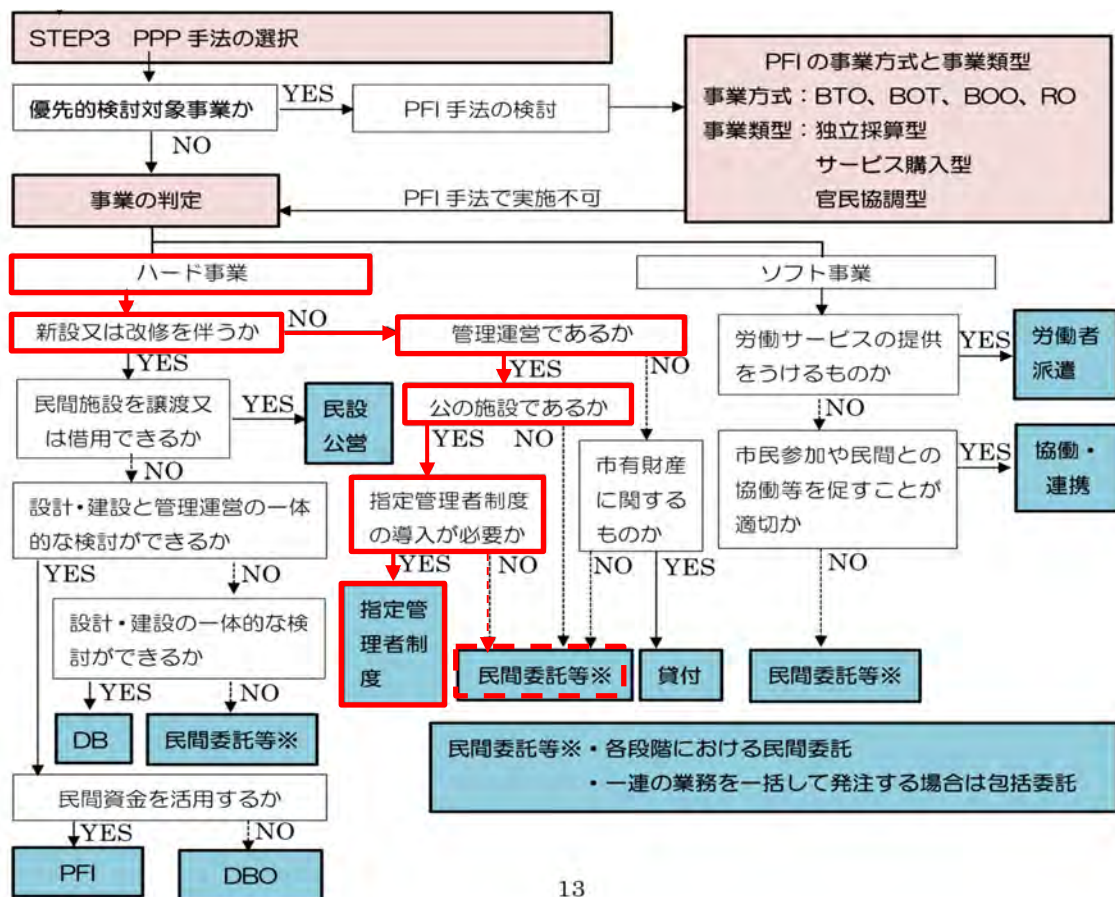 STEP3 PPP 手法の選択
優先的検討対象事業か
YES
PFI 手法の検討
PFI の事業方式と事業類型
事業方式：BTO、BOT、BOO、RO
事業類型：独立採算型
サービス購入型
官民協調型
NO
事業の判定
PFI 手法で実施不可
ハード事業
ソフト事業
新設又は改修を伴うか
NO
管理運営であるか
労働サービスの提供
をうけるものか
YES
労働者
派遣
YES
YES
NO
NO
民間施設を譲渡又
は借用できるか
YES
民設
公営
公の施設であるか
YES
NO
市有財産
に関する
ものか
市民参加や民間との
協働等を促すことが
適切か
YES
協働・
連携
NO
設計・建設と管理運営の一体
的な検討ができるか
指定管理者制度
の導入が必要か
YES
NO
YES
NO
NO
YES
NO
設計・建設の一体的な検
討ができるか
指定管
理者制
度
民間委託等※
貸付
民間委託等※
YES
NO
DB
民間委託等※
民間委託等※・各段階における民間委託
・一連の業務を一括して発注する場合は包括委託
民間資金を活用するか
YES
NO
PFI
DBO
13